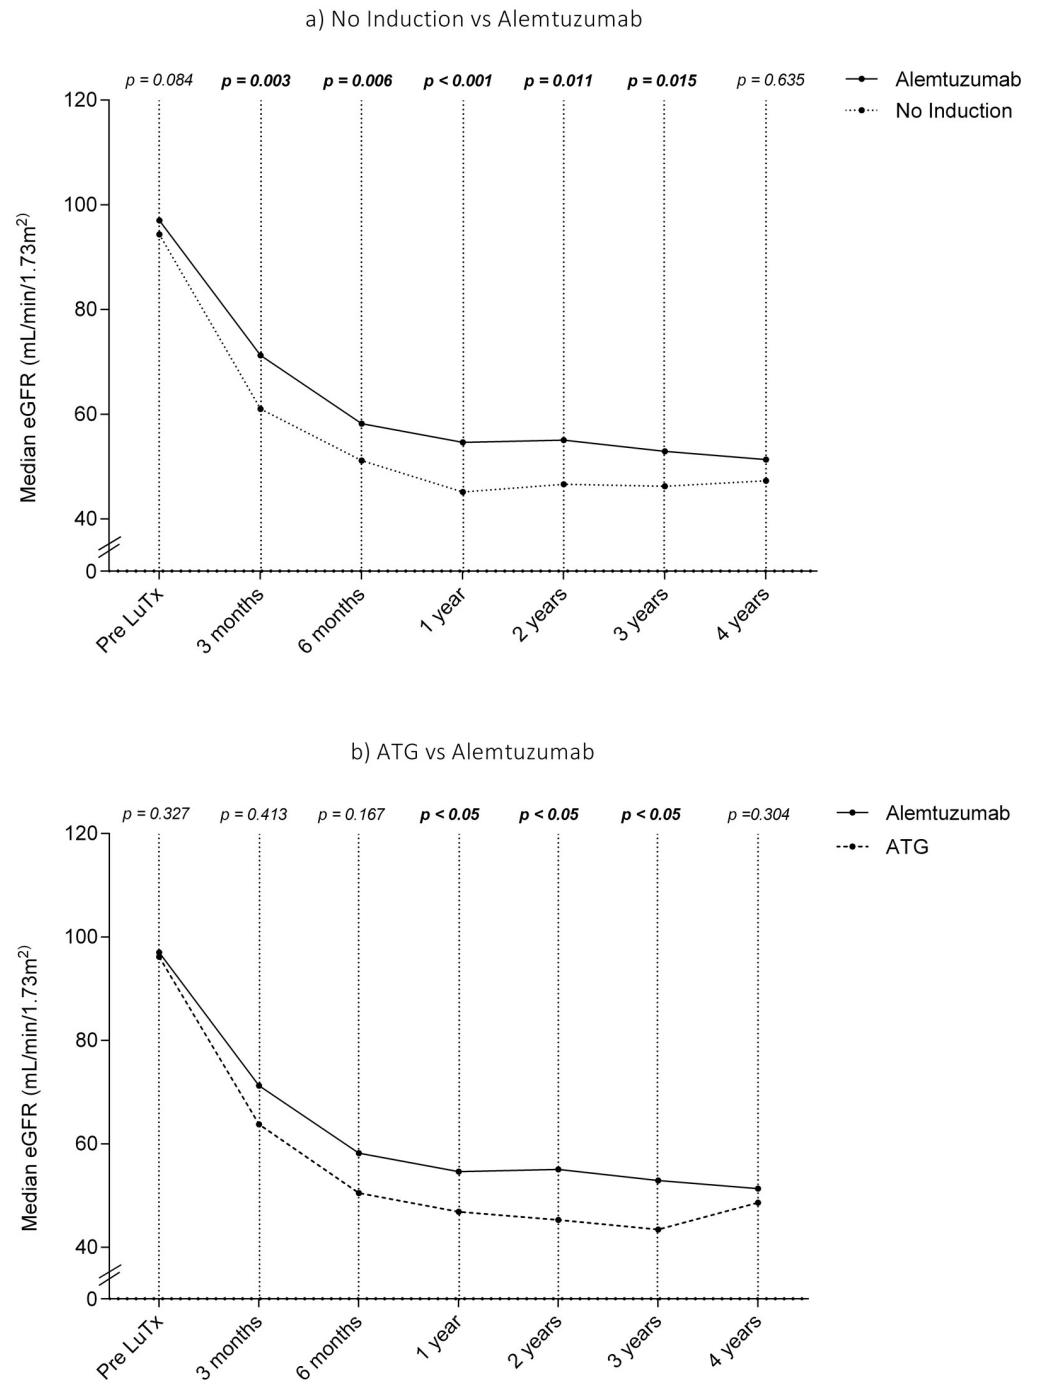 a) No Induction vs Alemtuzumab
p = 0.084 p = 0.003 p = 0.006 p < 0.001 p = 0.011 p = 0.015 p = 0.635
Alemtuzumab
No Induction
Median eGFR (mL/min/1.73m2)
120
100
80
60
40
0
Pre LuTx 3 months 6 months 1 year 2 years 3 years 4 years
b) ATG vs Alemtuzumab
p = 0.327 p = 0.413 p = 0.167 p < 0.05 p < 0.05 p < 0.05 p =0.304
Alemtuzumab
ATG
Median eGFR (mL/min/1.73m2)
120
100
80
60
40
0
Pre LuTx 3 months 6 months 1 year 2 years 3 years 4 years